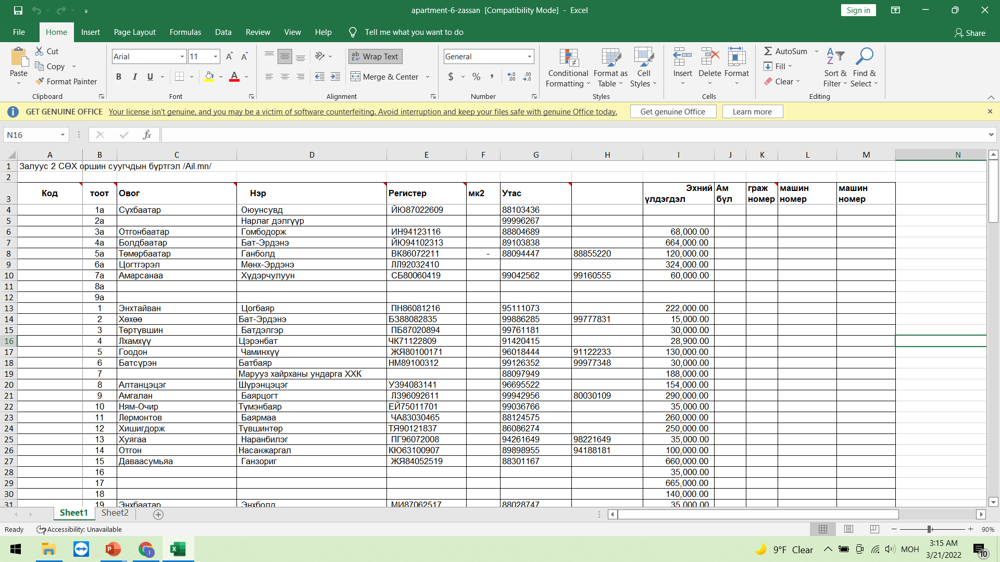 apartment-6-zassan [Compatibility Mode] - Excel
Sign in
File Home Insert Page Layout Formulas Data Review View Help Tell me what you want to do Share
Paste Cut Copy Format Painter Clipboard
Arial 11 B I U A Font
Wrap Text Merge & Center Alignment
General $ % Number
Conditional Formatting Format as Table Cell Styles Styles
Insert Delete Format Cells
AutoSum Fill Clear Sort & Filter Find & Select Editing
GET GENUINE OFFICE Your license isn't genuine, and you may be a victim of software counterfeiting. Avoid interruption and keep your files safe with genuine Office today. Get genuine Office Learn more
N16 fx
A B C D E F G H I J K L M N
1 Залуус 2 СӨХ оршин суугчдын бүртгэл /Ail.mn/
2
3 Код тоот Овог Нэр Регистер мк2 Утас Эхний үлдэгдэл Ам бүл граж номер машин номер машин номер
4 1а Сүхбаатар Оюунсувд ЙЮ87022609 88103436
5 2а Нарлаг дэлгүүр 99996267
6 3а Отгонбаатар Гомбодорж ИН94123116 88804689 68,000.00
7 4а Болдбаатар Бат-Эрдэнэ ЙЮ94102313 89103838 664,000.00
8 5а Төмөрбаатар Ганболд ВК86072211 - 88094447 88855220 120,000.00
9 6а Цогтгэрэл Мөнх-Эрдэнэ ЛЛ92032410 324,000.00
10 7а Амарсанаа Хүдэрчулуун СБ80060419 99042562 99160555 60,000.00
11 8а
12 9а
13 1 Энхтайван Цогбаяр ПН86081216 95111073 222,000.00
14 2 Хөхөө Бат-Эрдэнэ БЗ88082835 99886285 99777831 15,000.00
15 3 Төртүвшин Батдэлгэр ПБ87020894 99761181 30,000.00
16 4 Лхамхүү Цэрэнбат ЧК71122809 91420415 28,900.00
17 5 Гоодон Чаминхүү ЖЯ80100171 96018444 91122233 130,000.00
18 6 Батсүрэн Батбаяр НМ89100312 99126352 99977348 30,000.00
19 7 Марууз хайрханы ундарга ХХК 88097949 188,000.00
20 8 Алтанцэцэг Шүрэнцэцэг УЗ94083141 96695522 154,000.00
21 9 Амгалан Баярцогт ЛЗ96092611 99942956 80030109 290,000.00
22 10 Ням-Очир Түмэнбаяр ЕЙ75011701 99036766 35,000.00
23 11 Лермонтов Баярмаа ЧА83030465 88124575 260,000.00
24 12 Хишигдорж Түвшинтөр ТЯ90121837 86086274 250,000.00
25 13 Хуягаа Наранбилэг ПГ96072008 94261649 98221649 35,000.00
26 14 Отгон Насанжаргал КЮ63100907 89898955 94188181 100,000.00
27 15 Даваасумьяа Ганзориг ЖЯ84052519 88301167 660,000.00
28 16 35,000.00
29 17 665,000.00
30 18 140,000.00
31 19 Энхбаатар Энхболд МИ87062517 88028747 35,000.00
Sheet1 Sheet2
Ready Accessibility: Unavailable 90%
9°F Clear MOH 3:15 AM
3/21/2022 10